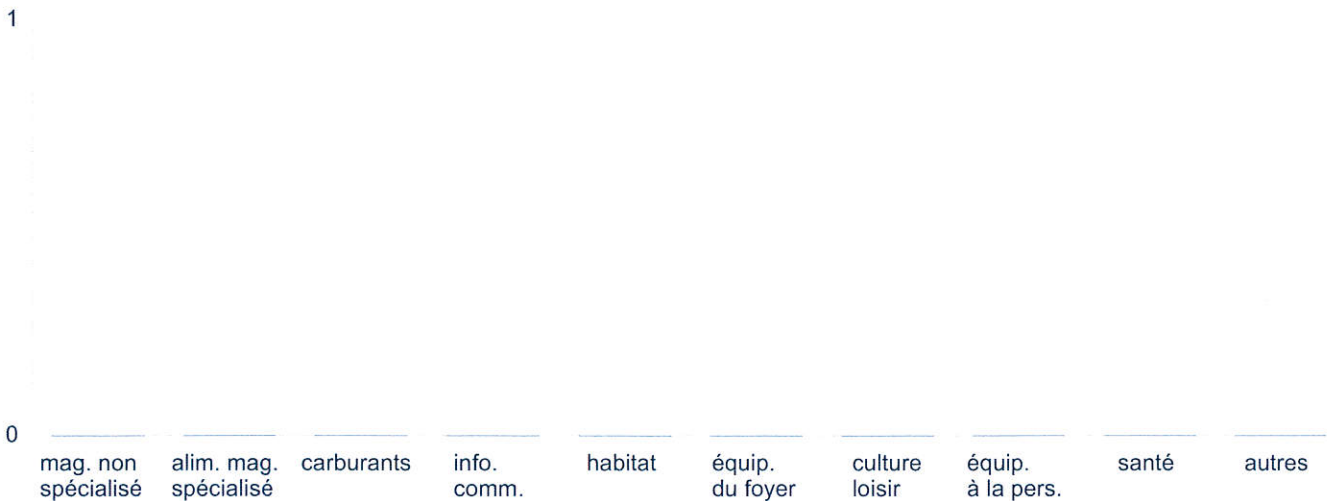 1
0
mag. non
spécialisé
alim. mag.
spécialisé
carburants
info.
comm.
habitat
équip.
du foyer
culture
loisir
équip.
à la pers.
santé
autres